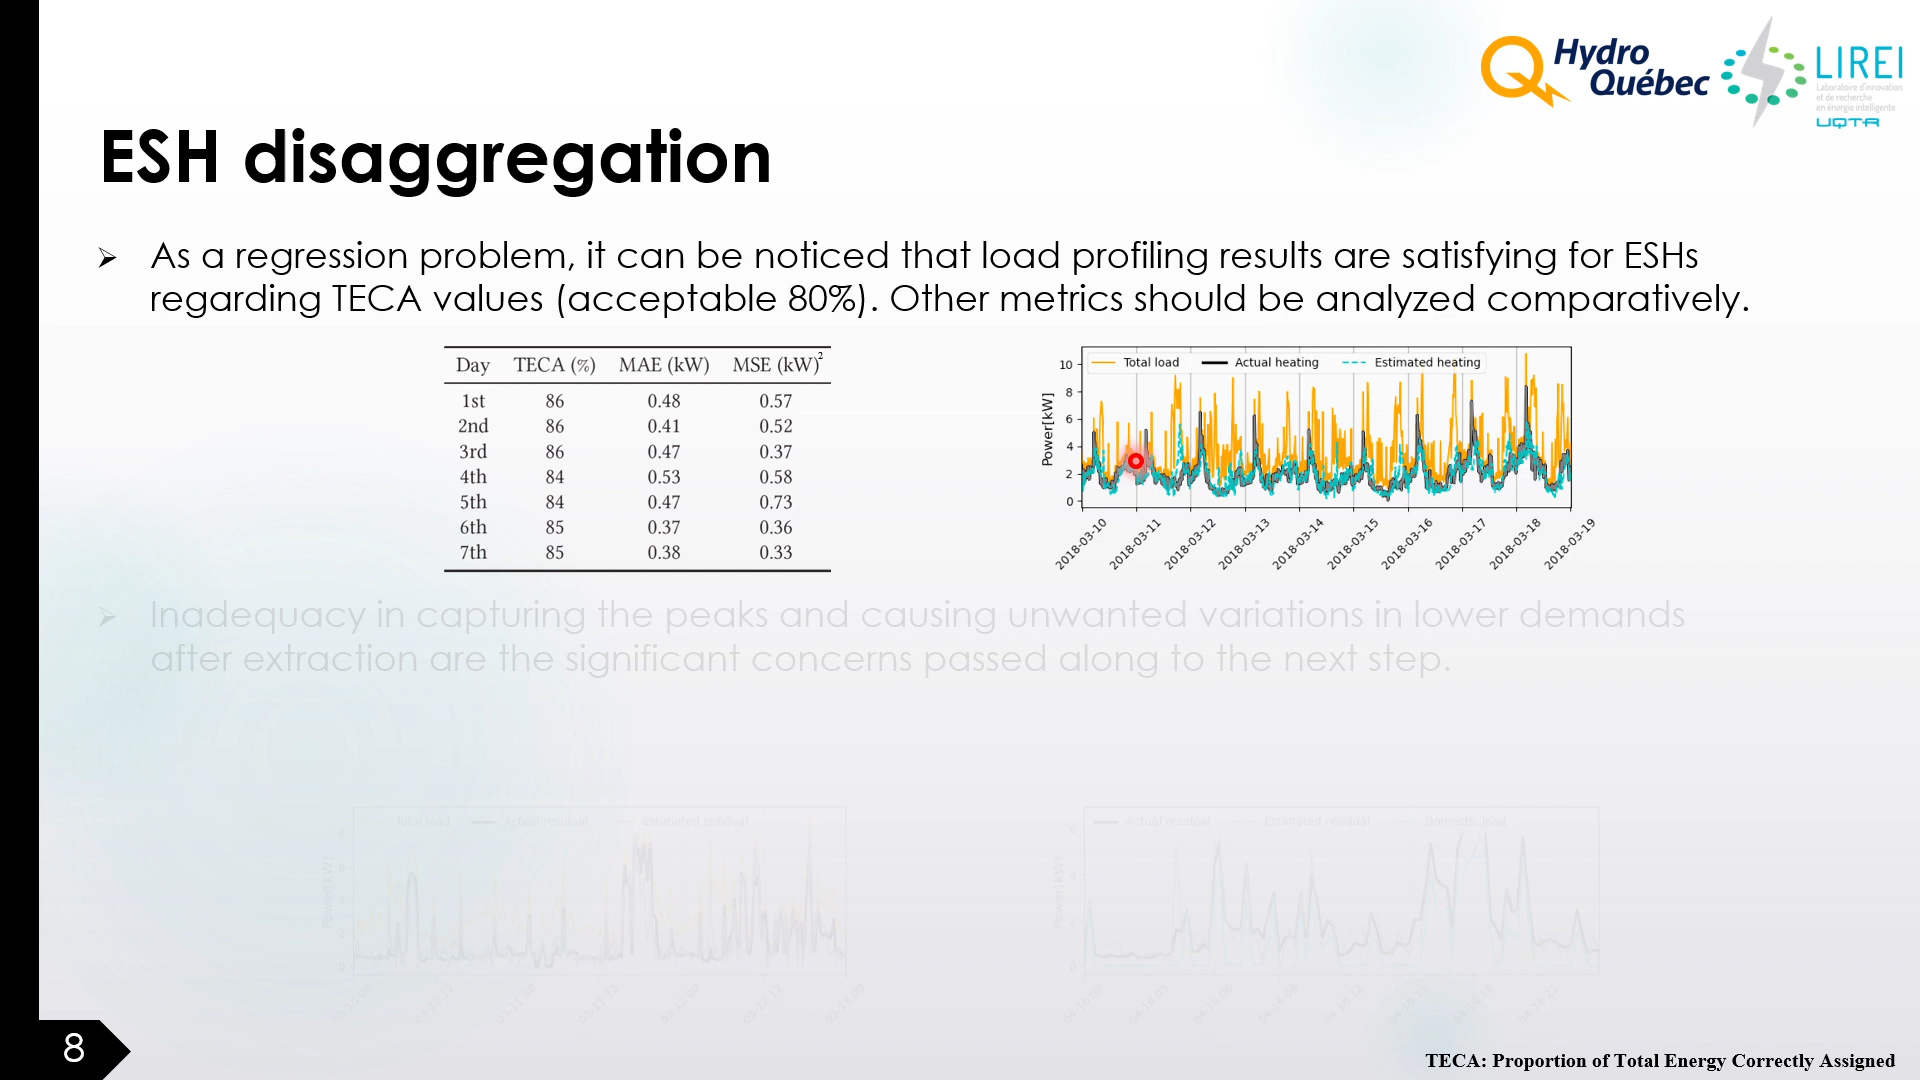 Hydro
Québec
LIREI
Laboratoire d'innovation
et de recherche
en énergie intelligente
UQTR
ESH disaggregation
➢ As a regression problem, it can be noticed that load profiling results are satisfying for ESHs
regarding TECA values (acceptable 80%). Other metrics should be analyzed comparatively.
Day TECA (%) MAE (kW) MSE (kW)²
1st 86 0.48 0.57
2nd 86 0.41 0.52
3rd 86 0.47 0.37
4th 84 0.53 0.58
5th 84 0.47 0.73
6th 85 0.37 0.36
7th 85 0.38 0.33
Total load Actual heating Estimated heating
Power[kW]
10
8
6
4
2
0
2018-03-10 2018-03-11 2018-03-12 2018-03-13 2018-03-14 2018-03-15 2018-03-16 2018-03-17 2018-03-18 2018-03-19
➢ Inadequacy in capturing the peaks and causing unwanted variations in lower demands
after extraction are the significant concerns passed along to the next step.
Total load Actual residual Estimated residual
Power[kW]
Actual residual Estimated residual Domestic load
Power[kW]
8
TECA: Proportion of Total Energy Correctly Assigned